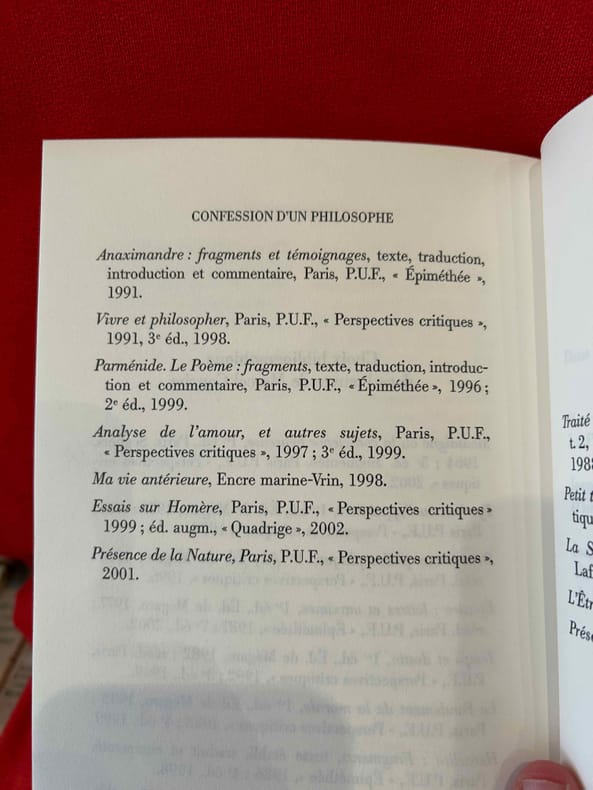 CONFESSION D'UN PHILOSOPHE
Anaximandre : fragments et témoignages, texte, traduction,
introduction et commentaire, Paris, P.U.F., « Épiméthée »,
1991.
Vivre et philosopher, Paris, P.U.F., « Perspectives critiques »,
1991, 3e éd., 1998.
Parménide. Le Poème : fragments, texte, traduction, introduc-
tion et commentaire, Paris, P.U.F., « Épiméthée », 1996 ;
2e éd., 1999.
Analyse de l'amour, et autres sujets, Paris, P.U.F.,
« Perspectives critiques », 1997 ; 3e éd., 1999.
Ma vie antérieure, Encre marine-Vrin, 1998.
Essais sur Homère, Paris, P.U.F., « Perspectives critiques »
1999 ; éd. augm., « Quadrige », 2002.
Présence de la Nature, Paris, P.U.F., « Perspectives critiques »,
2001.
Traité
t. 2,
198
Petit t
tiqu
La S
Laf
L'Êtr
Prése